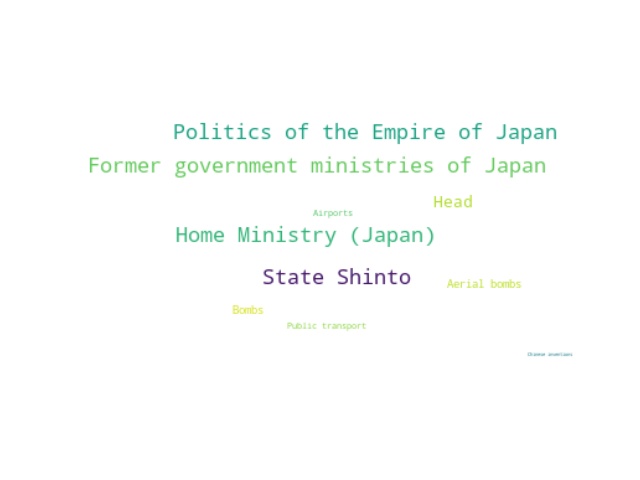 Politics of the Empire of Japan
Former government ministries of Japan
Head
Airports
Home Ministry (Japan)
State Shinto
Aerial bombs
Bombs
Public transport
Chinese inventions